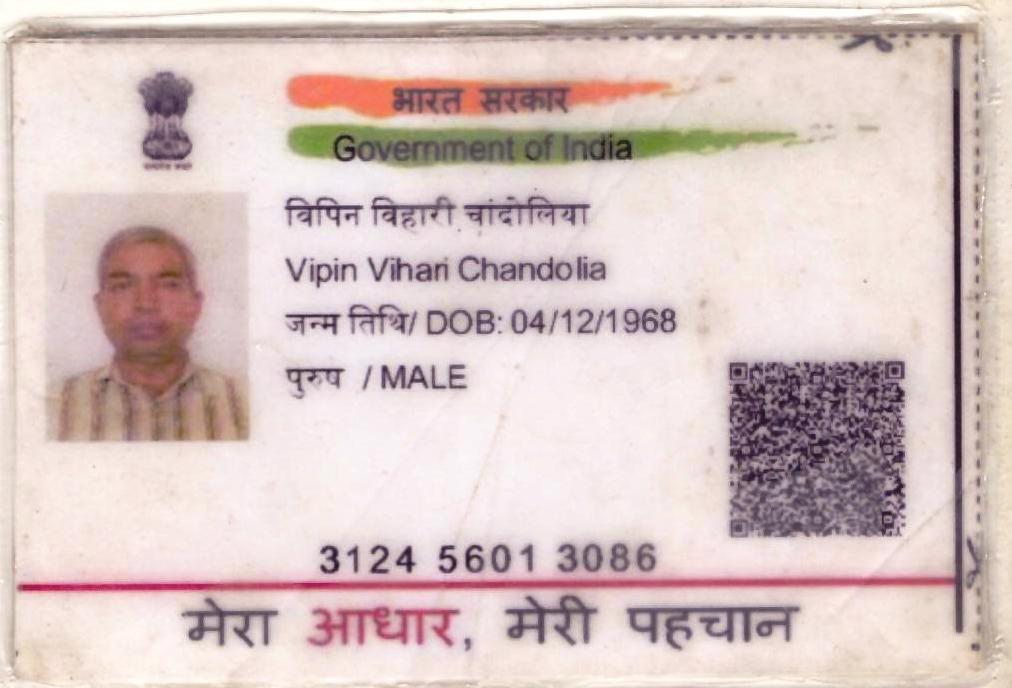 भारत सरकार
Government of India
विपिन विहारी चांदोलिया
Vipin Vihari Chandolia
जन्म तिथि/ DOB: 04/12/1968
पुरुष / MALE
3124 5601 3086
मेरा आधार, मेरी पहचान